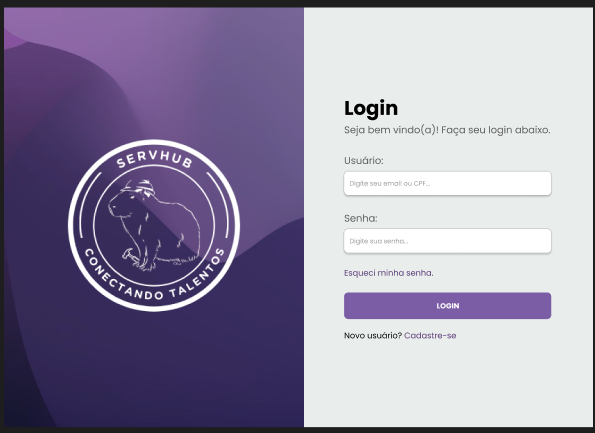 SERVHUB
CONECTANDO TALENTOS
Login
Seja bem vindo(a)! Faça seu login abaixo.
Usuário:
Digite seu email ou CPF...
Senha:
Digite sua senha...
Esqueci minha senha.
LOGIN
Novo usuário? Cadastre-se